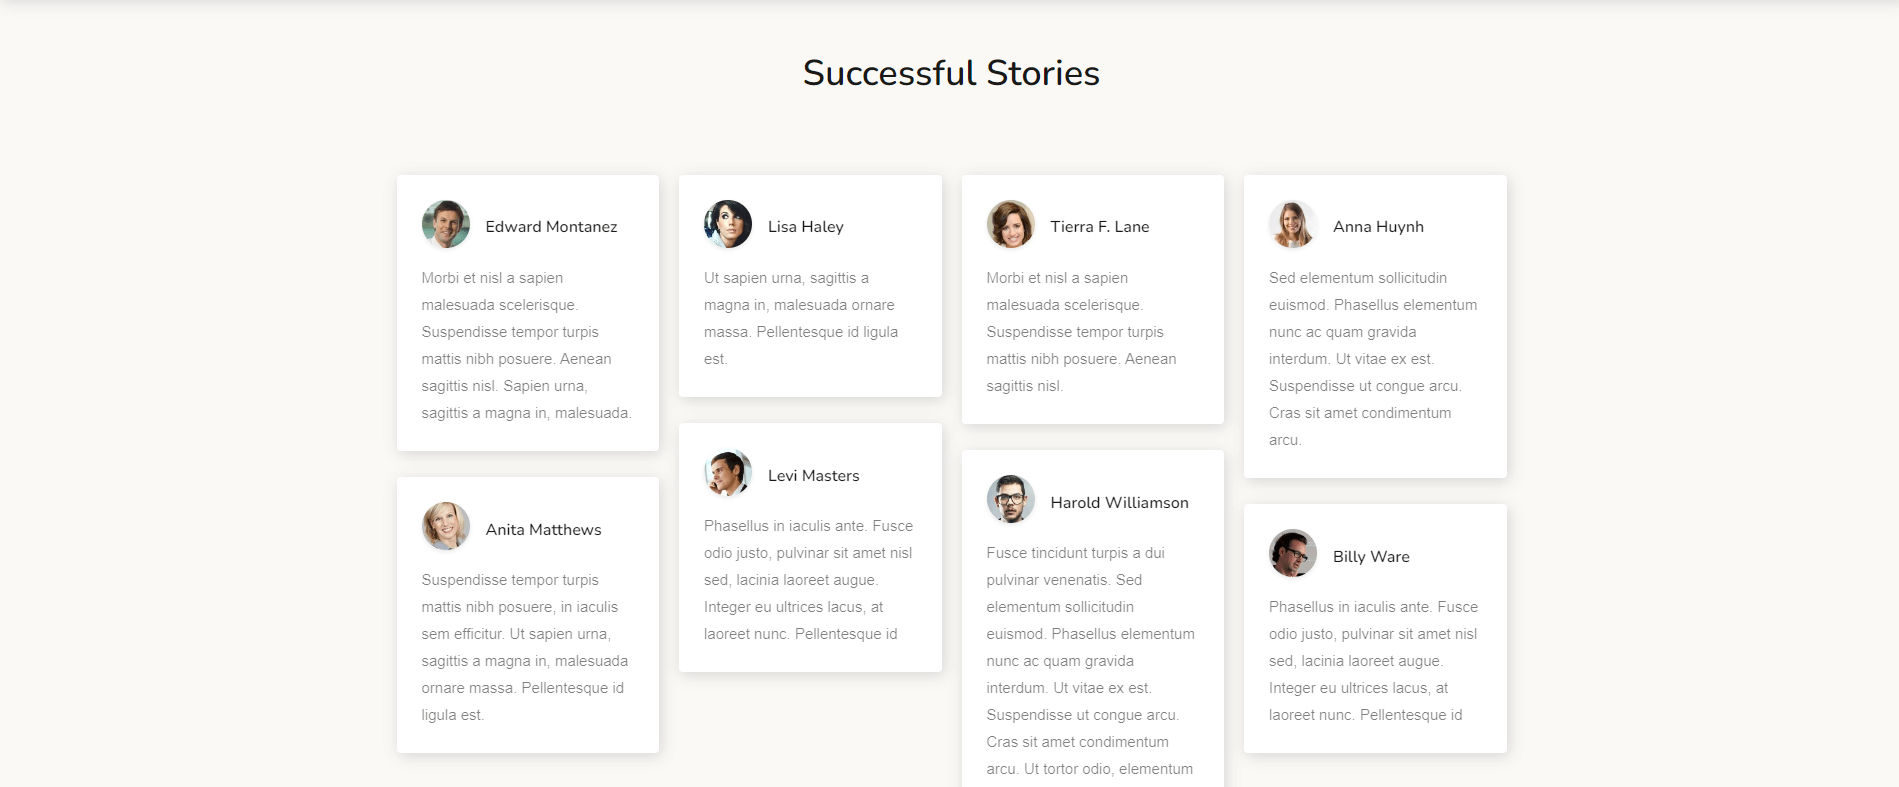 Successful Stories
Edward Montanez
Morbi et nisl a sapien
malesuada scelerisque.
Suspendisse tempor turpis
mattis nibh posuere. Aenean
sagittis nisl. Sapien urna,
sagittis a magna in, malesuada.
Anita Matthews
Suspendisse tempor turpis
mattis nibh posuere, in iaculis
sem efficitur. Ut sapien urna,
sagittis a magna in, malesuada
ornare massa. Pellentesque id
ligula est.
Lisa Haley
Ut sapien urna, sagittis a
magna in, malesuada ornare
massa. Pellentesque id ligula
est.
Levi Masters
Phasellus in iaculis ante. Fusce
odio justo, pulvinar sit amet nisl
sed, lacinia laoreet augue.
Integer eu ultrices lacus, at
laoreet nunc. Pellentesque id
Tierra F. Lane
Morbi et nisl a sapien
malesuada scelerisque.
Suspendisse tempor turpis
mattis nibh posuere. Aenean
sagittis nisl.
Harold Williamson
Fusce tincidunt turpis a dui
pulvinar venenatis. Sed
elementum sollicitudin
euismod. Phasellus elementum
nunc ac quam gravida
interdum. Ut vitae ex est.
Suspendisse ut congue arcu.
Cras sit amet condimentum
arcu. Ut tortor odio, elementum
Anna Huynh
Sed elementum sollicitudin
euismod. Phasellus elementum
nunc ac quam gravida
interdum. Ut vitae ex est.
Suspendisse ut congue arcu.
Cras sit amet condimentum
arcu.
Billy Ware
Phasellus in iaculis ante. Fusce
odio justo, pulvinar sit amet nisl
sed, lacinia laoreet augue.
Integer eu ultrices lacus, at
laoreet nunc. Pellentesque id